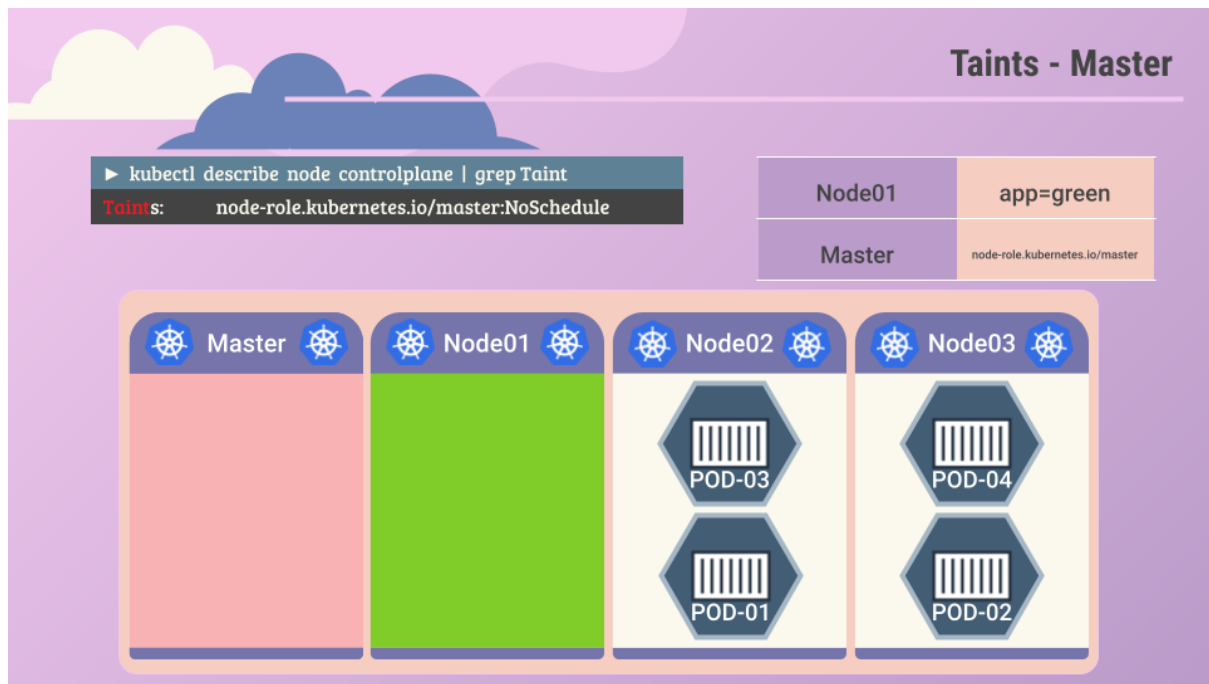 Taints - Master
► kubectl describe node controlplane | grep Taint
Taints: node-role.kubernetes.io/master:NoSchedule
Node01 app=green
Master node-role.kubernetes.io/master
Master Node01 Node02 Node03
POD-03 POD-04
POD-01 POD-02